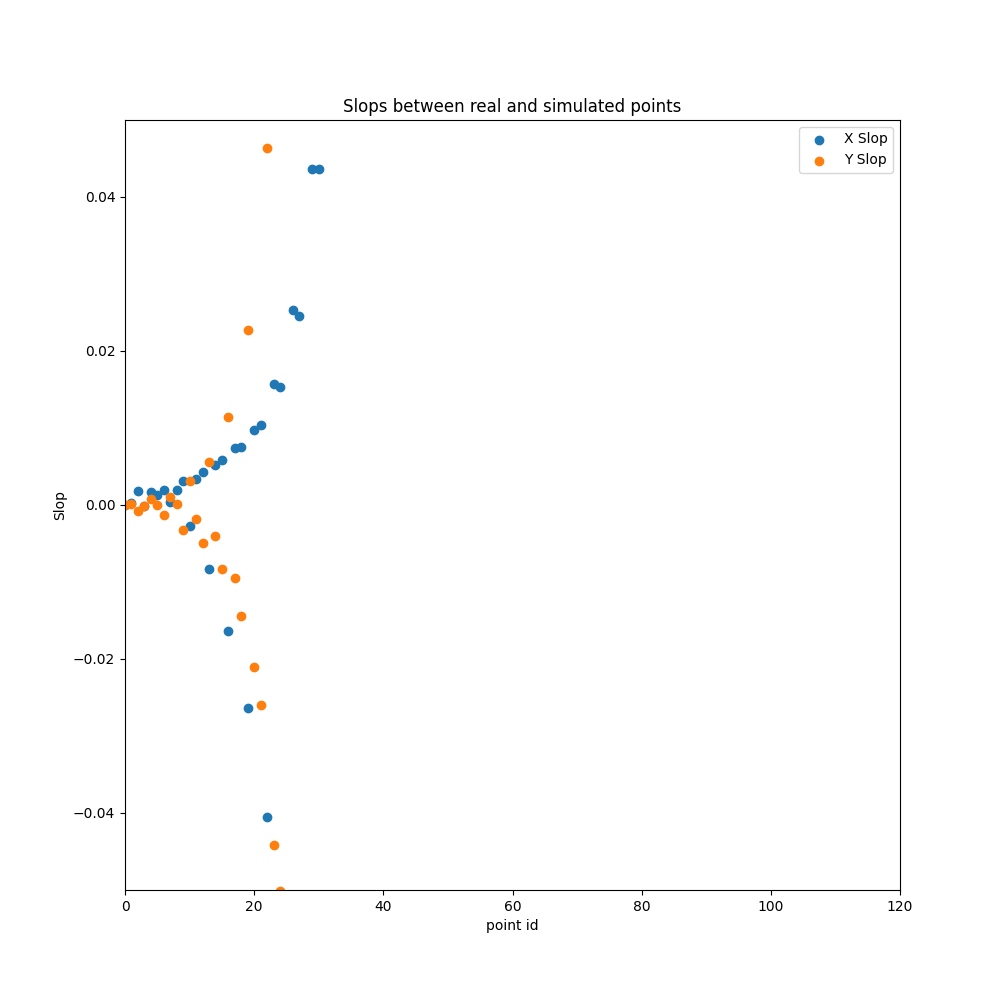 Slops between real and simulated points
X Slop
Y Slop
0.04
0.02
0.00
−0.02
−0.04
Slop
0 20 40 60 80 100 120
point id